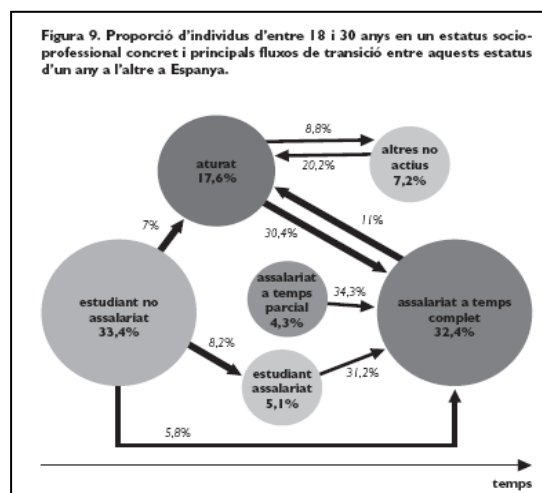 Figura 9. Proporció d'individus d'entre 18 i 30 anys en un estatus socio-
professional concret i principals fluxos de transició entre aquests estatus
d'un any a l'altre a Espanya.
8,8%
aturat
17,6%
20,2%
altres no
actius
7,2%
7%
30,4%
11%
estudiant no
assalariat
33,4%
assalariat
a temps
parcial
4,3%
34,3%
assalariat a temps
complet
32,4%
8,2%
estudiant
assalariat
5,1%
31,2%
5,8%
temps